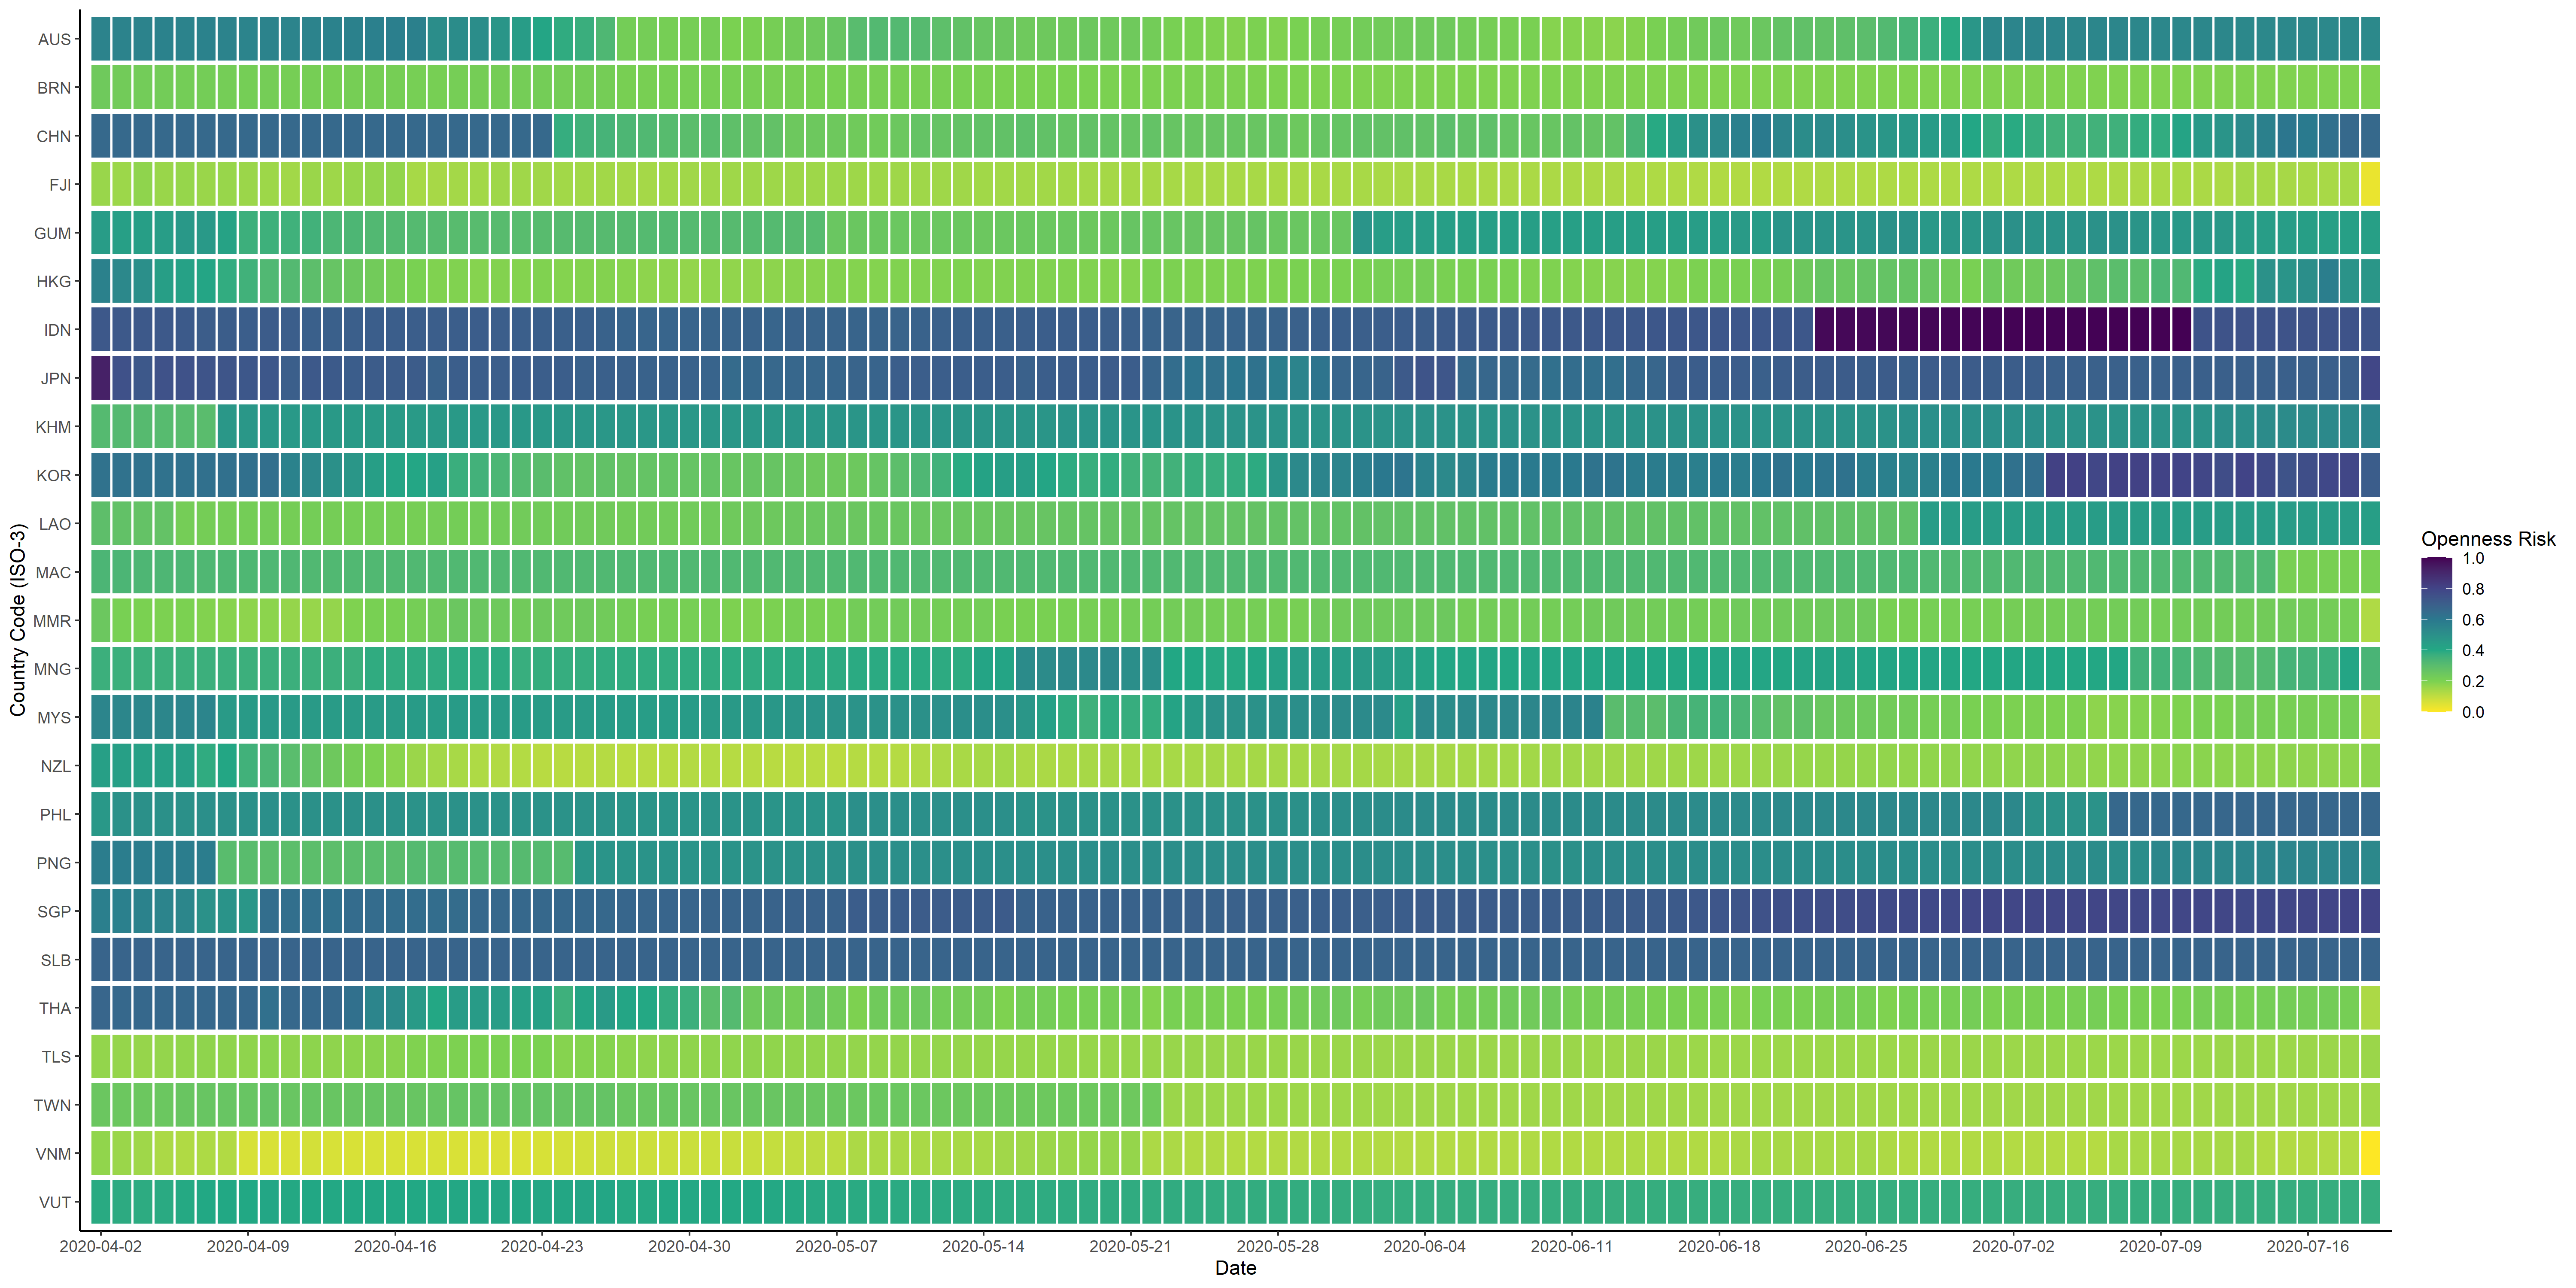 AUS
BRN
CHN
FJI
GUM
HKG
IDN
JPN
KHM
KOR
LAO
MAC
MMR
MNG
MYS
NZL
PHL
PNG
SGP
SLB
THA
TLS
TWN
VNM
VUT
Country Code (ISO-3)
2020-04-02 2020-04-09 2020-04-16 2020-04-23 2020-04-30 2020-05-07 2020-05-14 2020-05-21 2020-05-28 2020-06-04 2020-06-11 2020-06-18 2020-06-25 2020-07-02 2020-07-09 2020-07-16
Date
Openness Risk
1.0
0.8
0.6
0.4
0.2
0.0